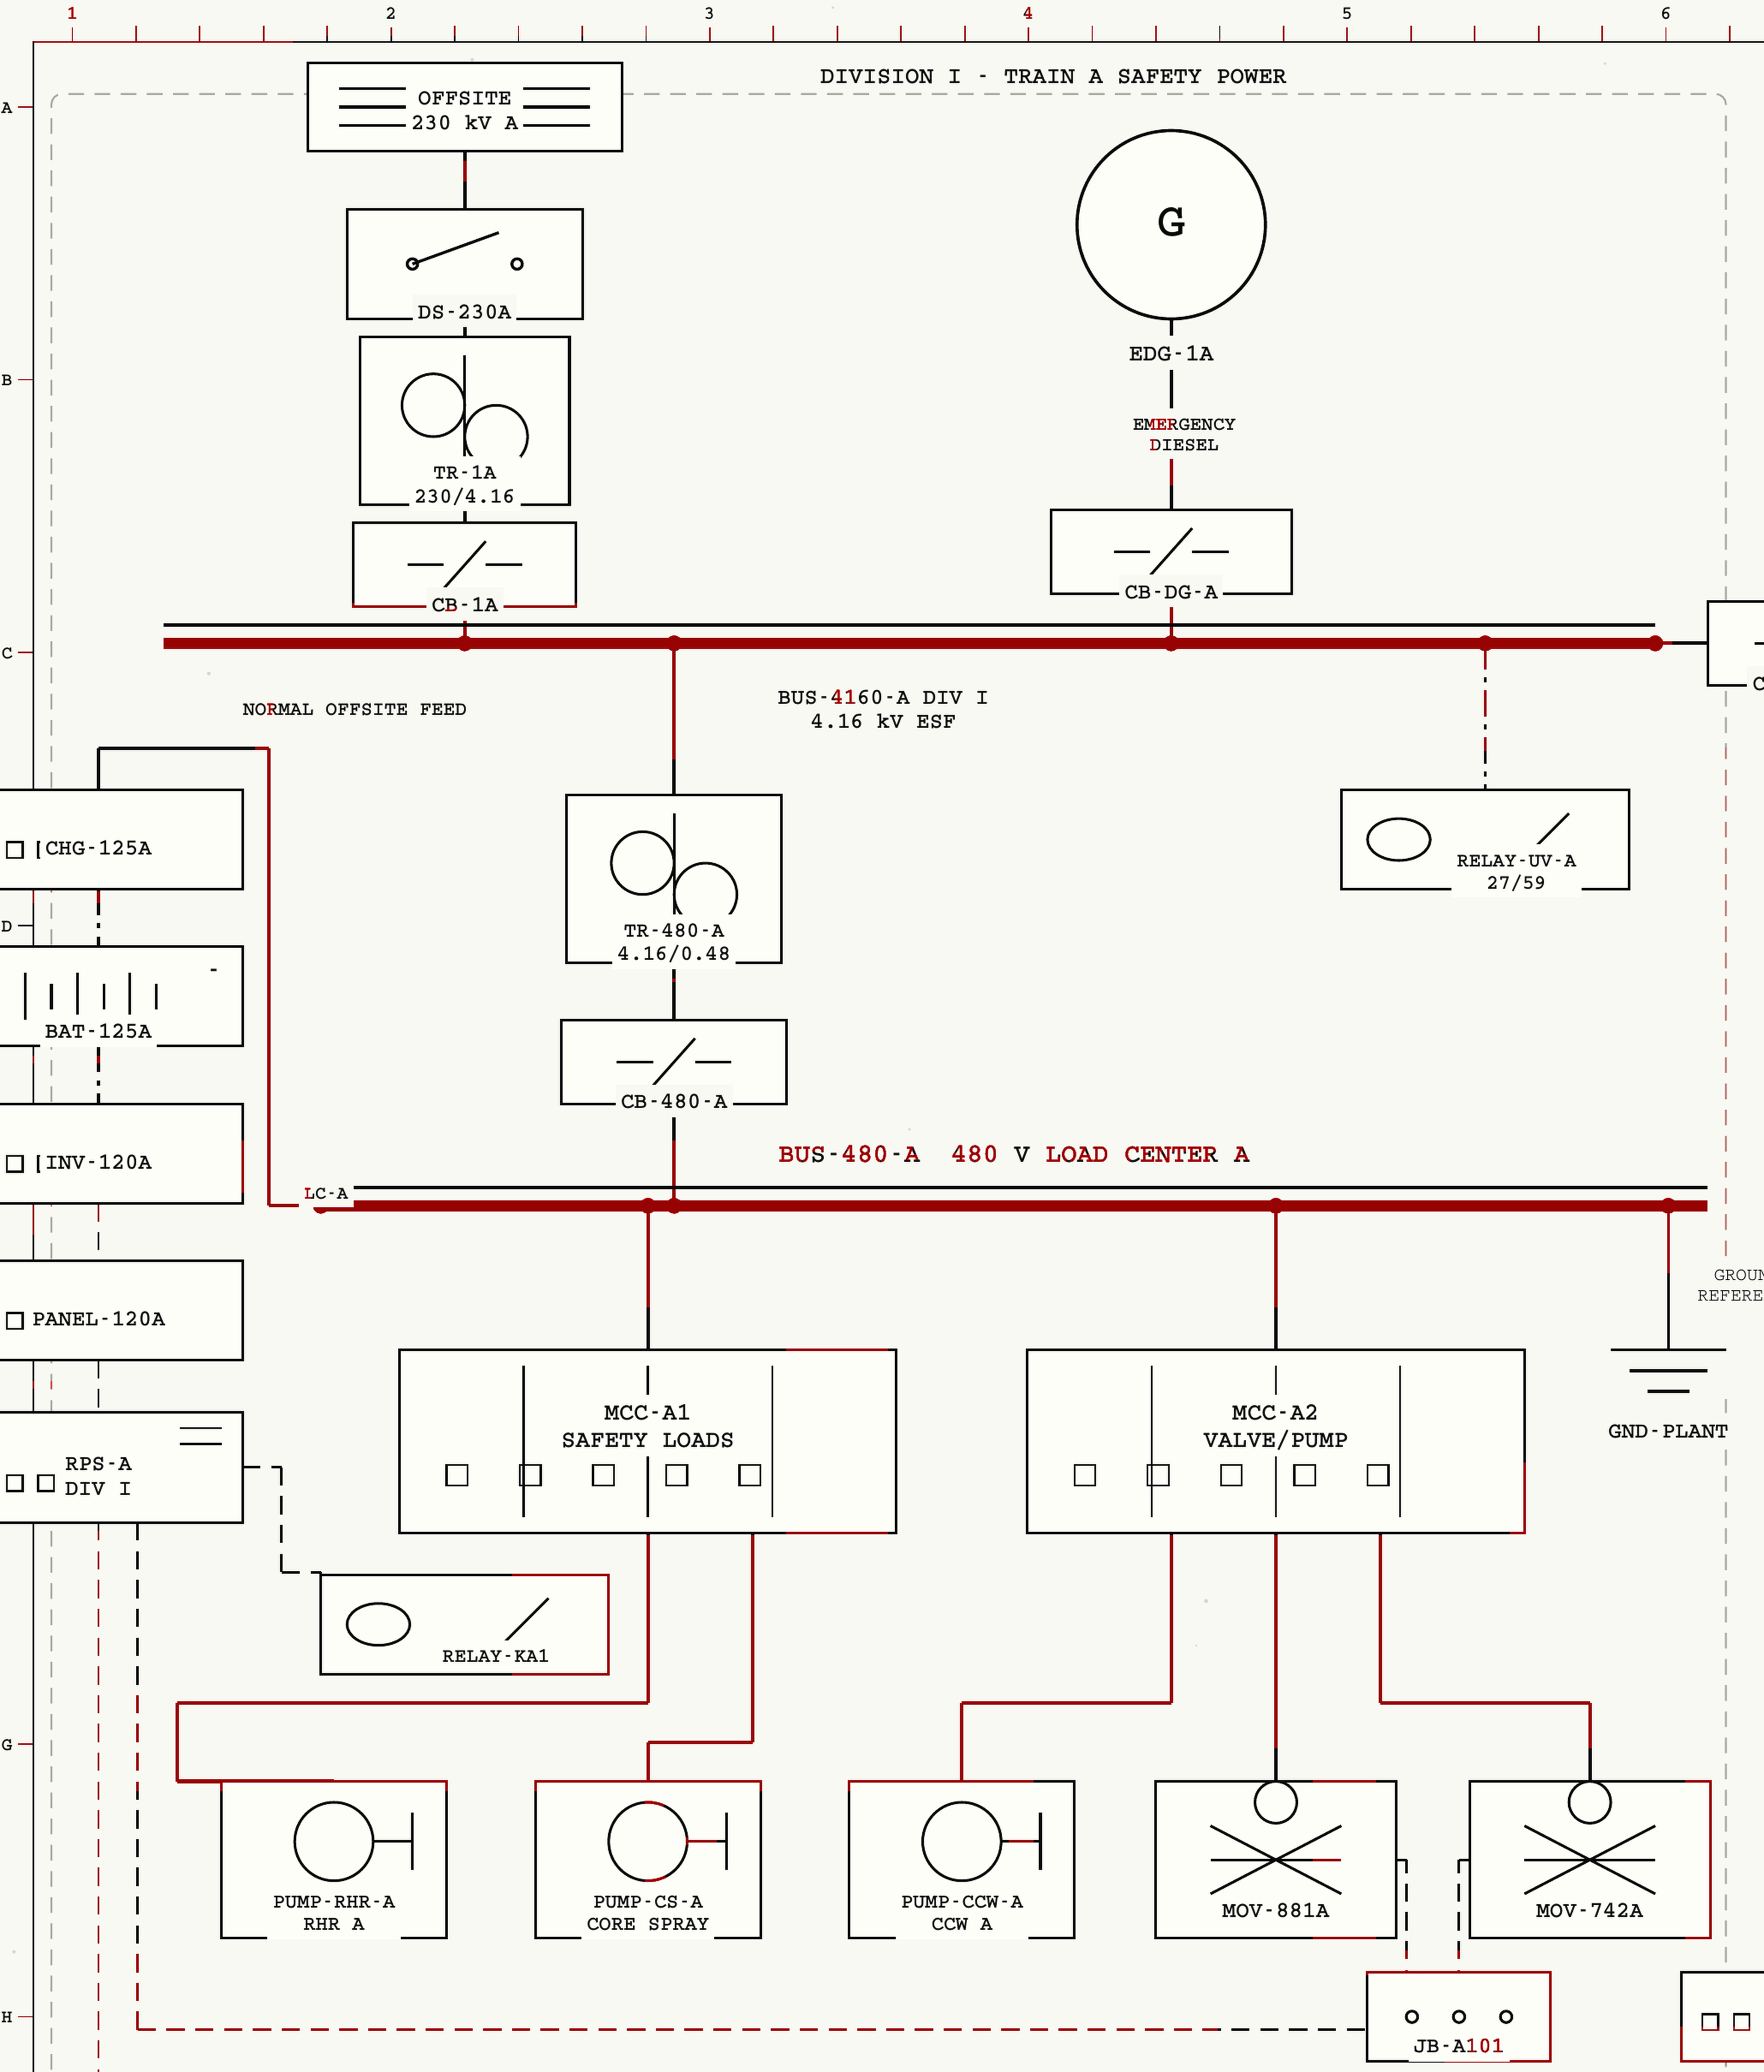 1 2 3 4 5 6
DIVISION I - TRAIN A SAFETY POWER
A
OFFSITE
230 kV A
G
DS-230A
EDG-1A
B
EMERGENCY
DIESEL
TR-1A
230/4.16
CB-DG-A
CB-1A
C
C
BUS-4160-A DIV I
4.16 kV ESF
NORMAL OFFSITE FEED
CHG-125A
RELAY-UV-A
27/59
D
TR-480-A
4.16/0.48
BAT-125A
CB-480-A
BUS-480-A 480 V LOAD CENTER A
INV-120A
LC-A
GROUN
REFERE
PANEL-120A
MCC-A1
SAFETY LOADS
MCC-A2
VALVE/PUMP
GND-PLANT
RPS-A
DIV I
RELAY-KA1
G
PUMP-RHR-A
RHR A
PUMP-CS-A
CORE SPRAY
PUMP-CCW-A
CCW A
MOV-881A
MOV-742A
H
JB-A101